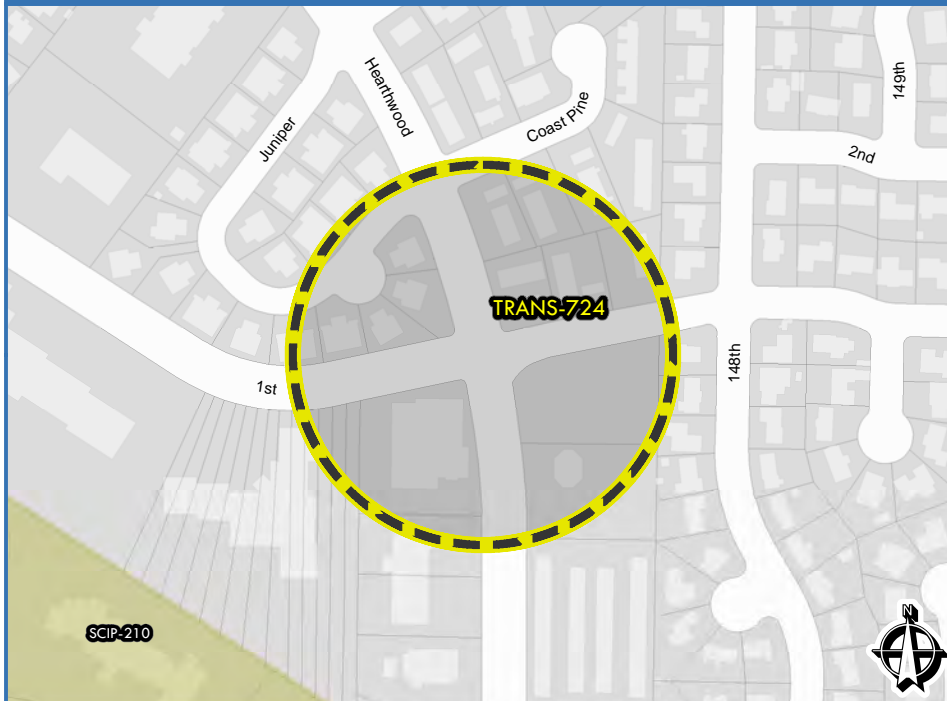 Hearthwood
Coast Pine
Juniper
149th
2nd
TRANS-724
148th
1st
SCIP-210
N